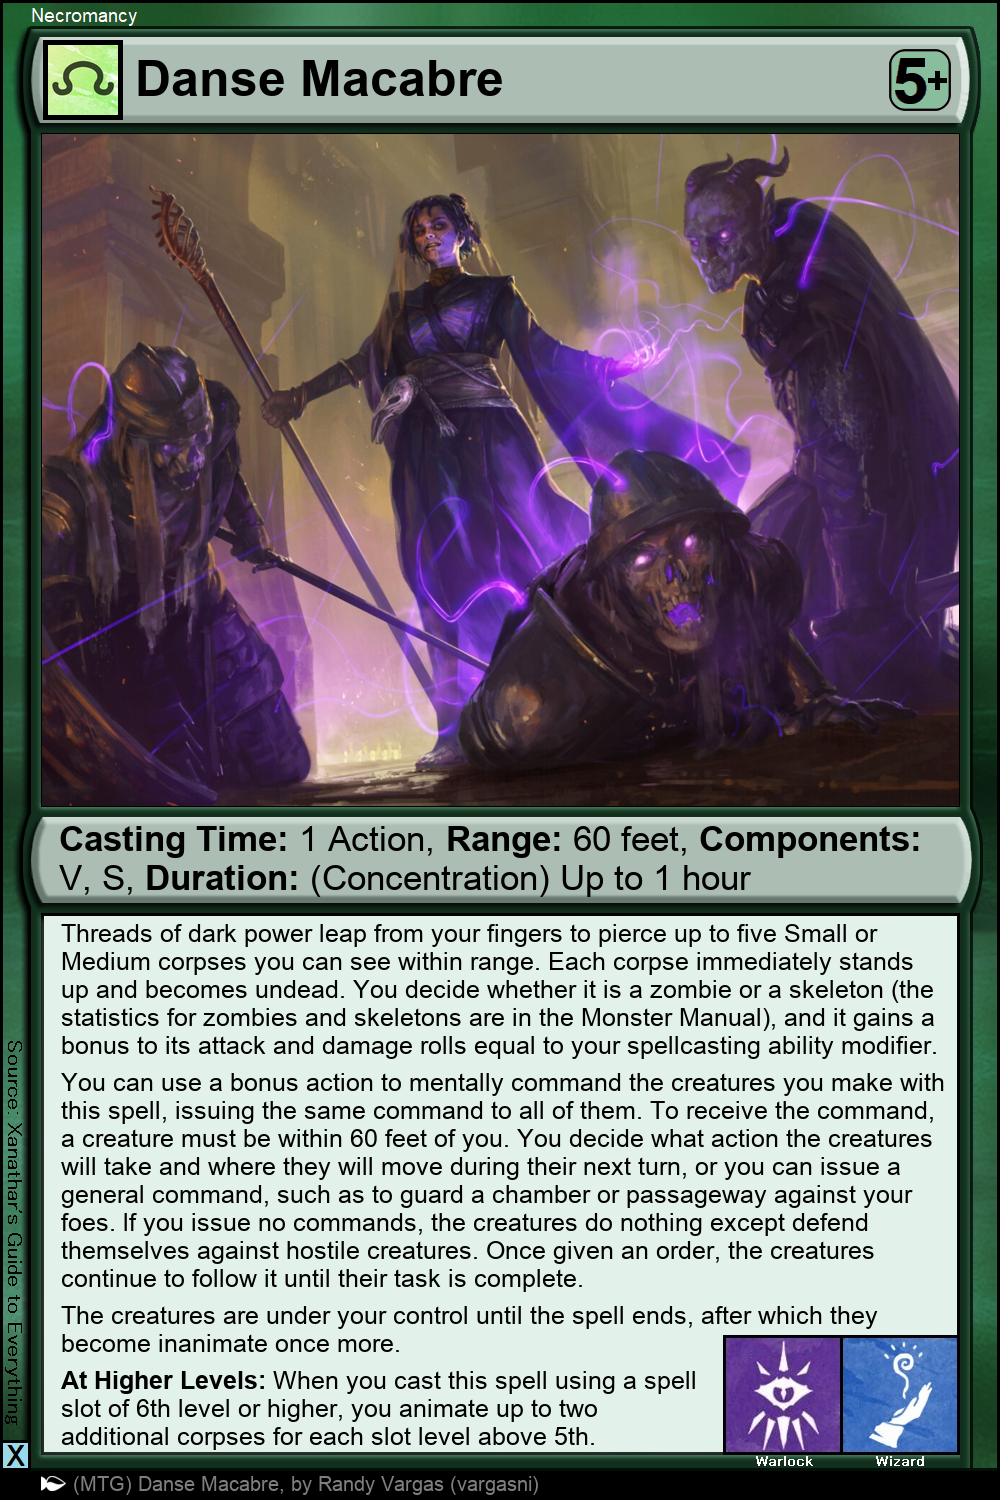 Necromancy
Danse Macabre
5+
Casting Time: 1 Action, Range: 60 feet, Components:
V, S, Duration: (Concentration) Up to 1 hour
Threads of dark power leap from your fingers to pierce up to five Small or
Medium corpses you can see within range. Each corpse immediately stands
up and becomes undead. You decide whether it is a zombie or a skeleton (the
statistics for zombies and skeletons are in the Monster Manual), and it gains a
bonus to its attack and damage rolls equal to your spellcasting ability modifier.
You can use a bonus action to mentally command the creatures you make with
this spell, issuing the same command to all of them. To receive the command,
a creature must be within 60 feet of you. You decide what action the creatures
will take and where they will move during their next turn, or you can issue a
general command, such as to guard a chamber or passageway against your
foes. If you issue no commands, the creatures do nothing except defend
themselves against hostile creatures. Once given an order, the creatures
continue to follow it until their task is complete.
The creatures are under your control until the spell ends, after which they
become inanimate once more.
At Higher Levels: When you cast this spell using a spell
slot of 6th level or higher, you animate up to two
additional corpses for each slot level above 5th.
Warlock
Wizard
Source: Xanathar's Guide to Everything
X
(MTG) Danse Macabre, by Randy Vargas (vargasni)